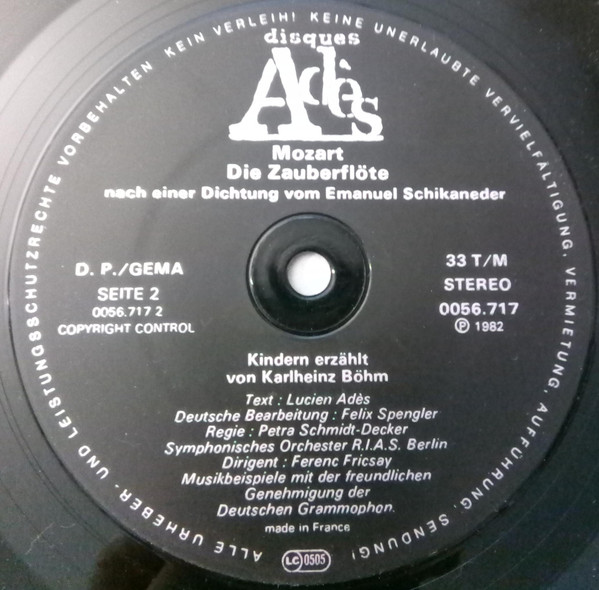 ALLE URHEBER- UND LEISTUNGSSCHUTZRECHTE VORBEHALTEN KEIN VERLEIH! KEINE UNERLAUBTE VERVIELFÄLTIGUNG, VERMIETUNG, AUFFÜHRUNG, SENDUNG!
disques
Adès
Mozart
Die Zauberflöte
nach einer Dichtung vom Emanuel Schikaneder
D. P./GEMA
SEITE 2
0056.717 2
COPYRIGHT CONTROL
33 T/M
STEREO
0056.717
℗ 1982
Kindern erzählt
von Karlheinz Böhm
Text : Lucien Adès
Deutsche Bearbeitung : Felix Spengler
Regie : Petra Schmidt-Decker
Symphonisches Orchester R.I.A.S. Berlin
Dirigent : Ferenc Fricsay
Musikbeispiele mit der freundlichen
Genehmigung der
Deutschen Grammophon.
made in France
LC 0505